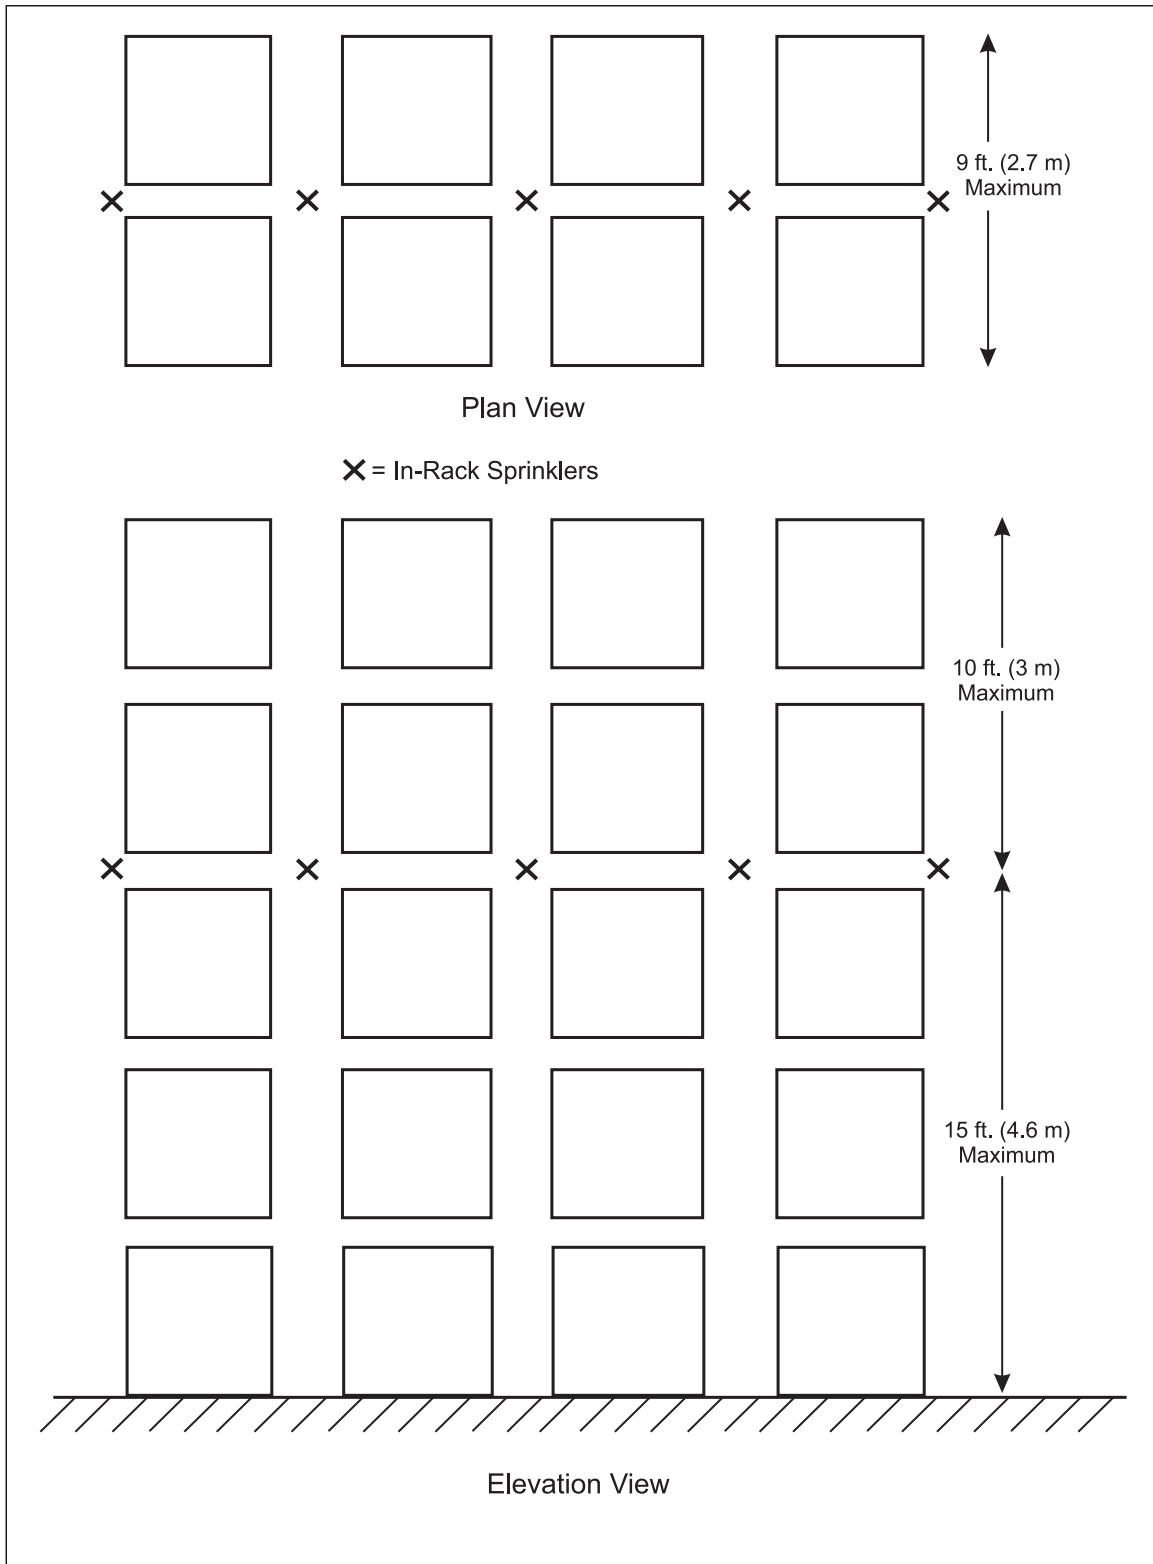 9 ft. (2.7 m)
Maximum
Plan View
= In-Rack Sprinklers
10 ft. (3 m)
Maximum
15 ft. (4.6 m)
Maximum
Elevation View